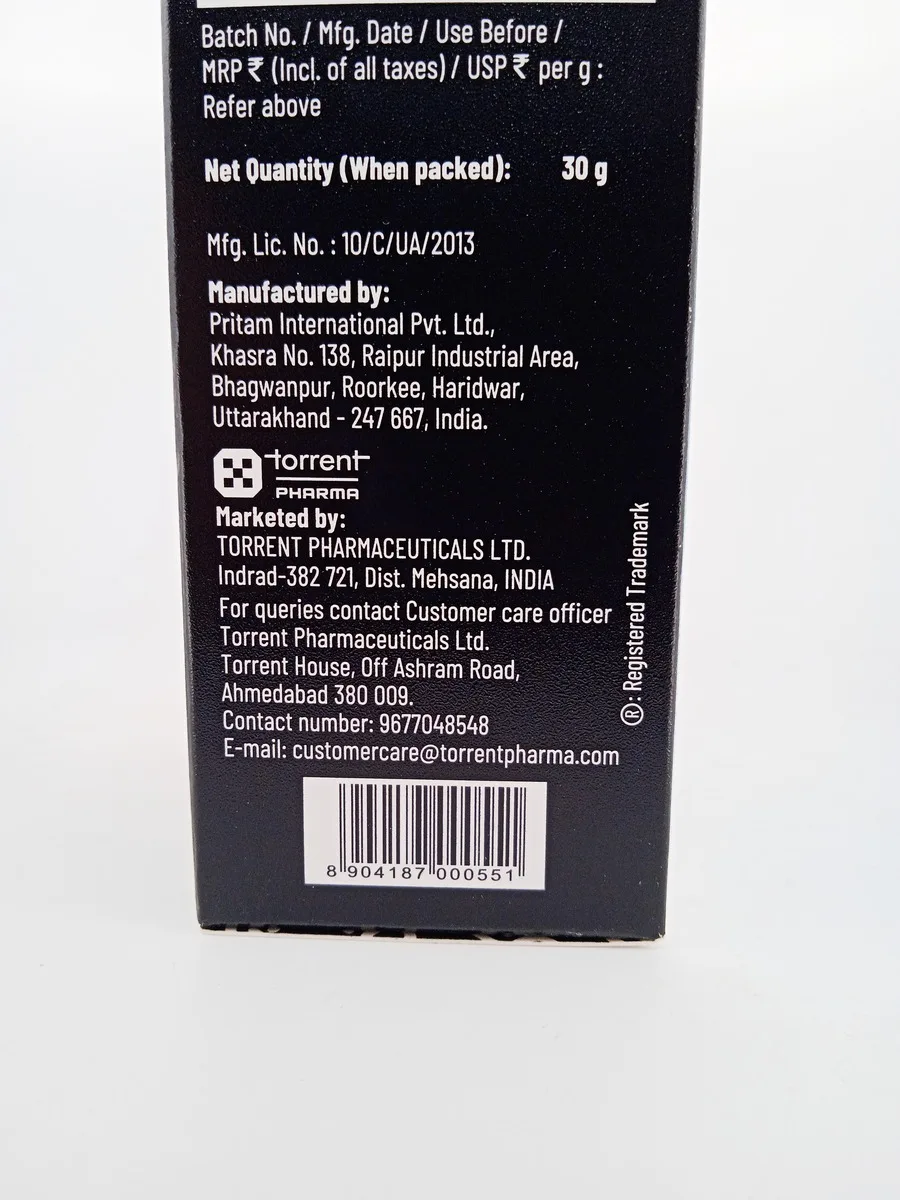 Batch No. / Mfg. Date / Use Before /
MRP ₹ (Incl. of all taxes) / USP ₹ per g :
Refer above
Net Quantity (When packed): 30 g
Mfg. Lic. No. : 10/C/UA/2013
Manufactured by:
Pritam International Pvt. Ltd.,
Khasra No. 138, Raipur Industrial Area,
Bhagwanpur, Roorkee, Haridwar,
Uttarakhand - 247 667, India.
torrent
PHARMA
Marketed by:
TORRENT PHARMACEUTICALS LTD.
Indrad-382 721, Dist. Mehsana, INDIA
For queries contact Customer care officer
Torrent Pharmaceuticals Ltd.
Torrent House, Off Ashram Road,
Ahmedabad 380 009.
Contact number: 9677048548
E-mail: customercare@torrentpharma.com
®: Registered Trademark
8 904187 000551